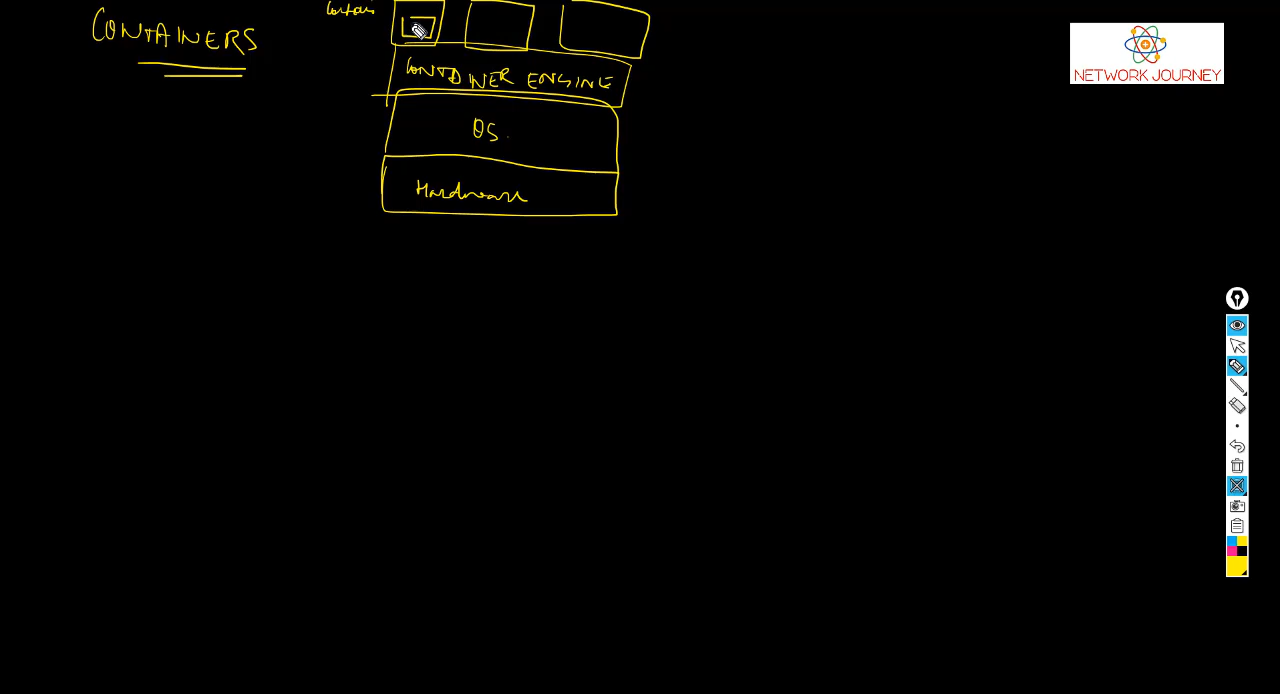 CONTAINERS
CONTAINER ENGINE
OS
Hardware
NETWORK JOURNEY